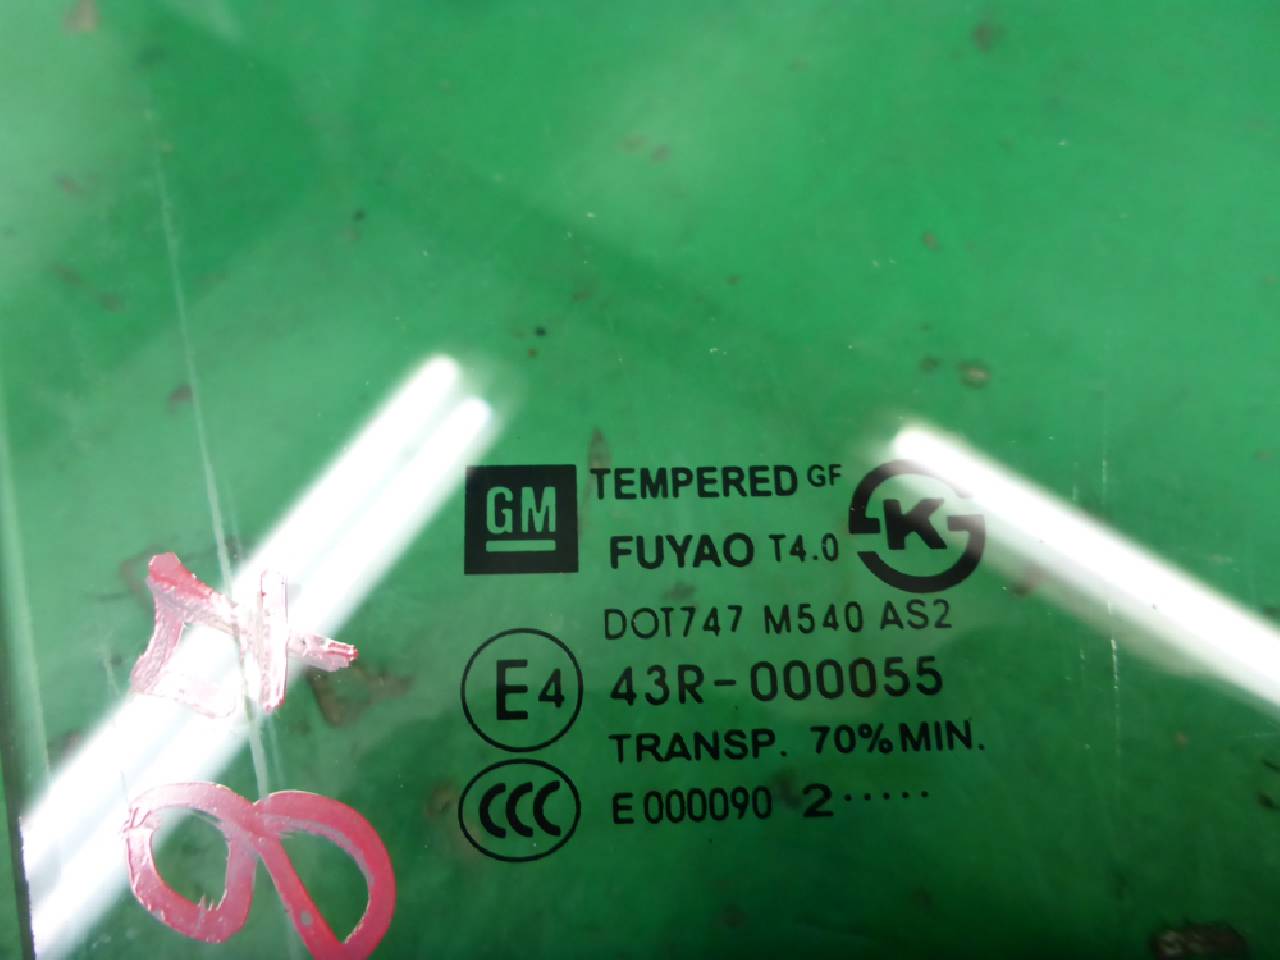 GM TEMPERED GF
FUYAO T4.0
K
DOT747 M540 AS2
E4 43R-000055
TRANSP. 70% MIN.
CCC E000090 2.....